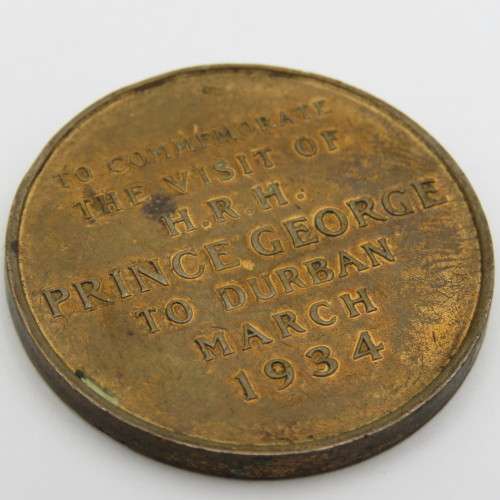 TO COMMEMORATE
THE VISIT OF
H.R.H.
PRINCE GEORGE
TO DURBAN
MARCH
1934